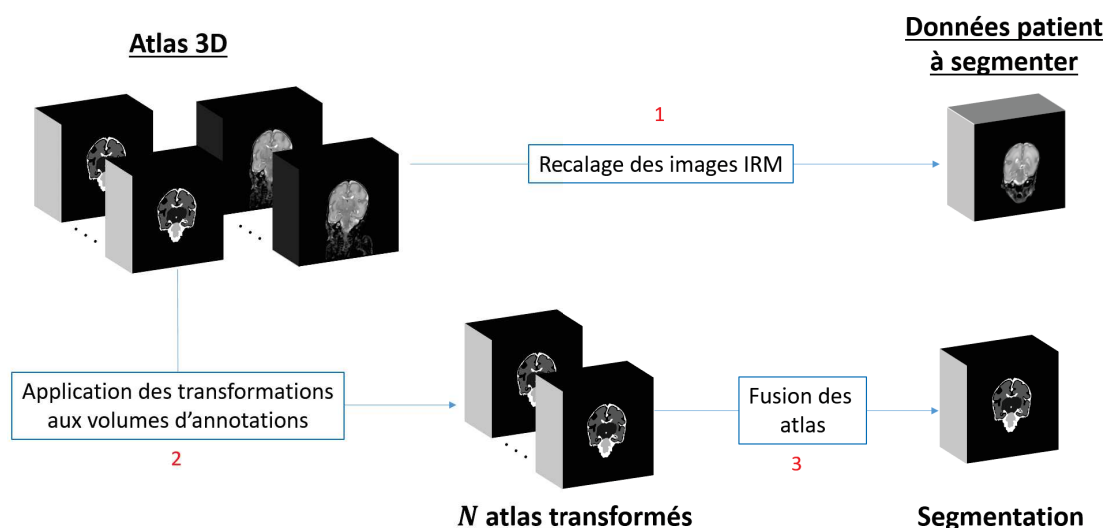 Atlas 3D
Données patient
à segmenter
1
Recalage des images IRM
Application des transformations
aux volumes d'annotations
2
Fusion des
atlas
3
N atlas transformés
Segmentation